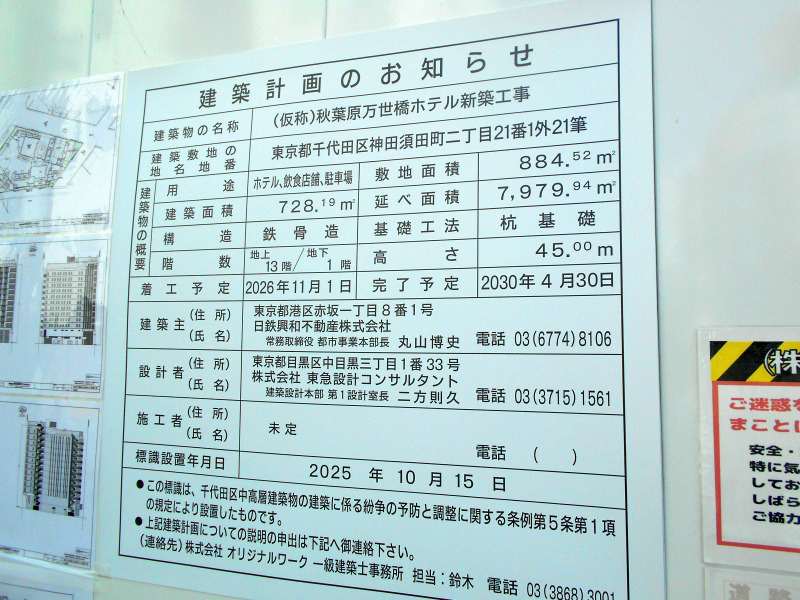 建築計画のお知らせ
建築物の名称 (仮称)秋葉原万世橋ホテル新築工事
建築敷地の地名地番 東京都千代田区神田須田町二丁目21番1外21筆
建築物の概要
用途 ホテル、飲食店舗、駐車場 敷地面積 884.52㎡
建築面積 728.19㎡ 延べ面積 7,979.94㎡
構造 鉄骨造 基礎工法 杭基礎
階数 地上13階/地下1階 高さ 45.00m
着工予定 2026年11月1日 完了予定 2030年4月30日
建築主 (住所) 東京都港区赤坂一丁目8番1号
(氏名) 日鉄興和不動産株式会社
常務取締役 都市事業本部長 丸山博史 電話 03(6774)8106
設計者 (住所) 東京都目黒区中目黒三丁目1番33号
(氏名) 株式会社 東急設計コンサルタント
建築設計本部 第1設計室長 二方則久 電話 03(3715)1561
施工者 (住所)
(氏名) 未定 電話 ( )
標識設置年月日 2025 年 10 月 15 日
●この標識は、千代田区中高層建築物の建築に係る紛争の予防と調整に関する条例第5条第1項
の規定により設置したものです。
●上記建築計画についての説明の申出は下記へ御連絡下さい。
(連絡先)株式会社 オリジナルワーク 一級建築士事務所 担当：鈴木 電話 03(3868)3001
(株
ご迷惑を
まことに
安全・
特に気
してお
しばら
ご協力
道路